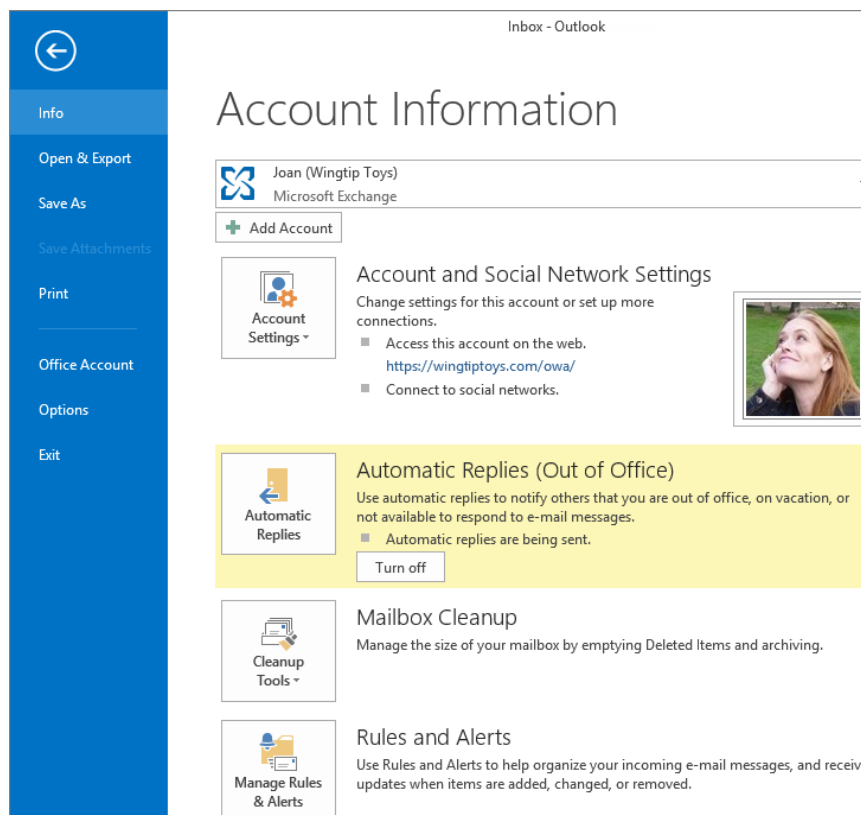 Inbox - Outlook
Info
Open & Export
Save As
Save Attachments
Print
Office Account
Options
Exit
Account Information
Joan (Wingtip Toys)
Microsoft Exchange
Add Account
Account
Settings
Account and Social Network Settings
Change settings for this account or set up more
connections.
Access this account on the web.
https://wingtiptoys.com/owa/
Connect to social networks.
Automatic
Replies
Automatic Replies (Out of Office)
Use automatic replies to notify others that you are out of office, on vacation, or
not available to respond to e-mail messages.
Automatic replies are being sent.
Turn off
Cleanup
Tools
Mailbox Cleanup
Manage the size of your mailbox by emptying Deleted Items and archiving.
Manage Rules
& Alerts
Rules and Alerts
Use Rules and Alerts to help organize your incoming e-mail messages, and receiv
updates when items are added, changed, or removed.